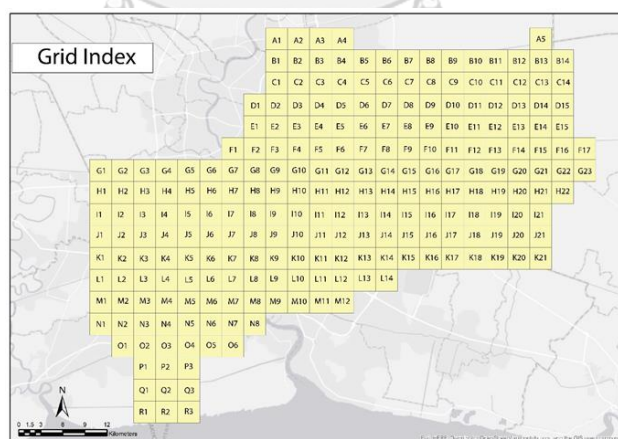 Grid Index
A1 A2 A3 A4 A5
B1 B2 B3 B4 B5 B6 B7 B8 B9 B10 B11 B12 B13 B14
C1 C2 C3 C4 C5 C6 C7 C8 C9 C10 C11 C12 C13 C14
D1 D2 D3 D4 D5 D6 D7 D8 D9 D10 D11 D12 D13 D14 D15
E1 E2 E3 E4 E5 E6 E7 E8 E9 E10 E11 E12 E13 E14 E15
F1 F2 F3 F4 F5 F6 F7 F8 F9 F10 F11 F12 F13 F14 F15 F16 F17
G1 G2 G3 G4 G5 G6 G7 G8 G9 G10 G11 G12 G13 G14 G15 G16 G17 G18 G19 G20 G21 G22 G23
H1 H2 H3 H4 H5 H6 H7 H8 H9 H10 H11 H12 H13 H14 H15 H16 H17 H18 H19 H20 H21 H22
I1 I2 I3 I4 I5 I6 I7 I8 I9 I10 I11 I12 I13 I14 I15 I16 I17 I18 I19 I20 I21
J1 J2 J3 J4 J5 J6 J7 J8 J9 J10 J11 J12 J13 J14 J15 J16 J17 J18 J19 J20 J21
K1 K2 K3 K4 K5 K6 K7 K8 K9 K10 K11 K12 K13 K14 K15 K16 K17 K18 K19 K20 K21
L1 L2 L3 L4 L5 L6 L7 L8 L9 L10 L11 L12 L13 L14
M1 M2 M3 M4 M5 M6 M7 M8 M9 M10 M11 M12
N1 N2 N3 N4 N5 N6 N7 N8
O1 O2 O3 O4 O5 O6
P1 P2 P3
N
Q1 Q2 Q3
R1 R2 R3
0 1.5 3 6 9 12
Kilometers